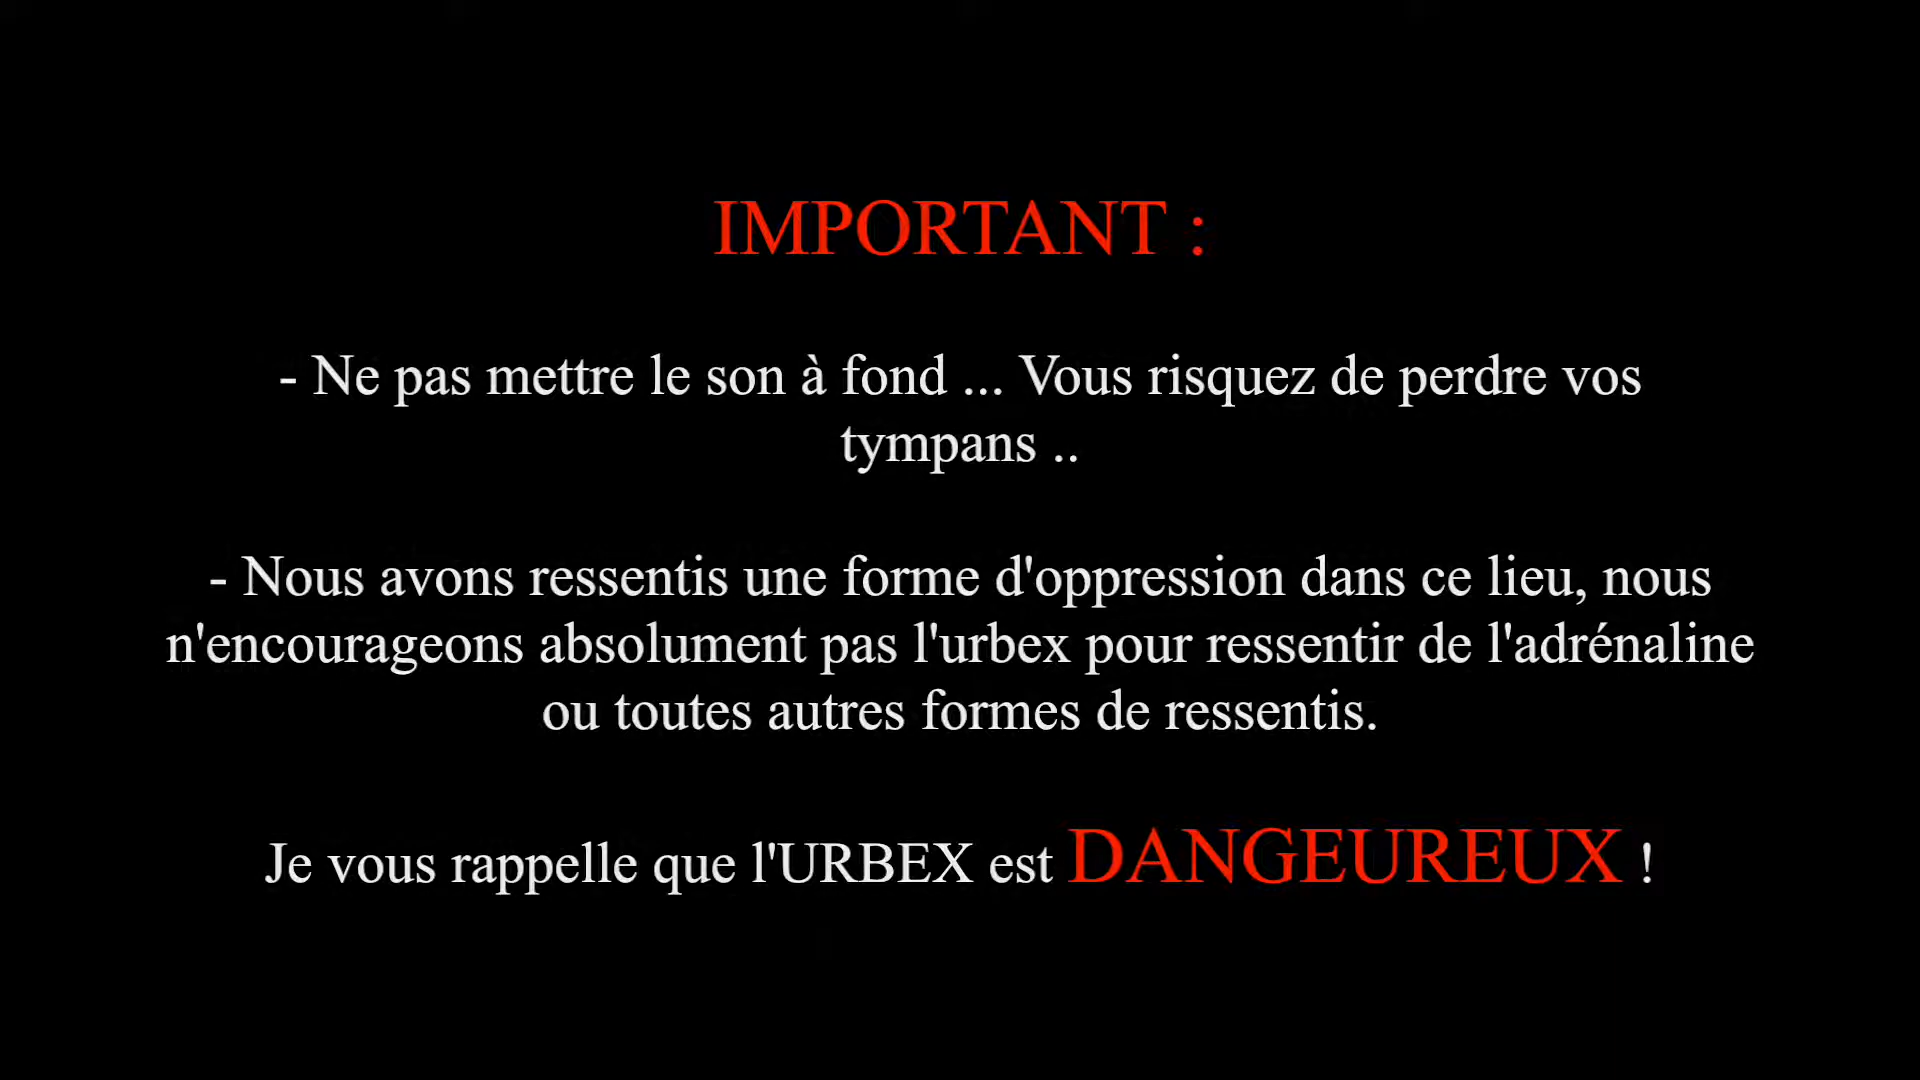 IMPORTANT :
- Ne pas mettre le son à fond ... Vous risquez de perdre vos
tympans ..
- Nous avons ressentis une forme d'oppression dans ce lieu, nous
n'encourageons absolument pas l'urbex pour ressentir de l'adrénaline
ou toutes autres formes de ressentis.
Je vous rappelle que l'URBEX est DANGEUREUX !